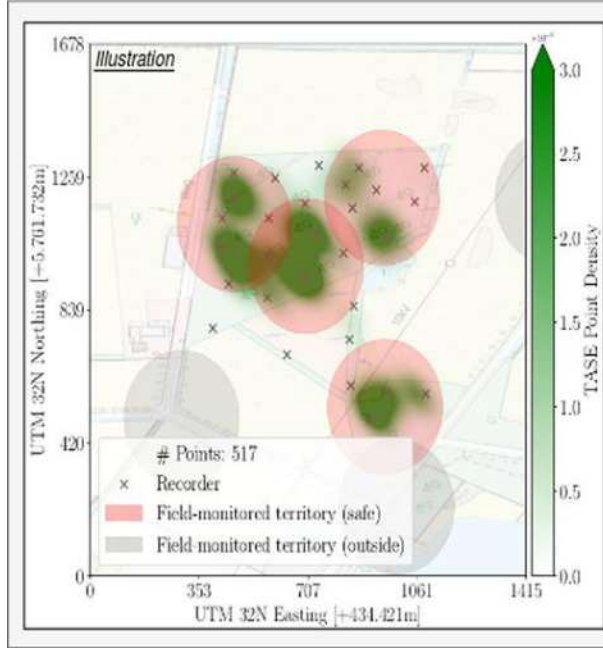 Illustration
1678
1259
839
420
0
UTM 32N Northing [+5.761.732m]
# Points: 517
Recorder
Field-monitored territory (safe)
Field-monitored territory (outside)
0
353
707
1061
1415
UTM 32N Easting [+434.421m]
3.0
2.5
2.0
1.5
1.0
0.5
0.0
TASE Point Density